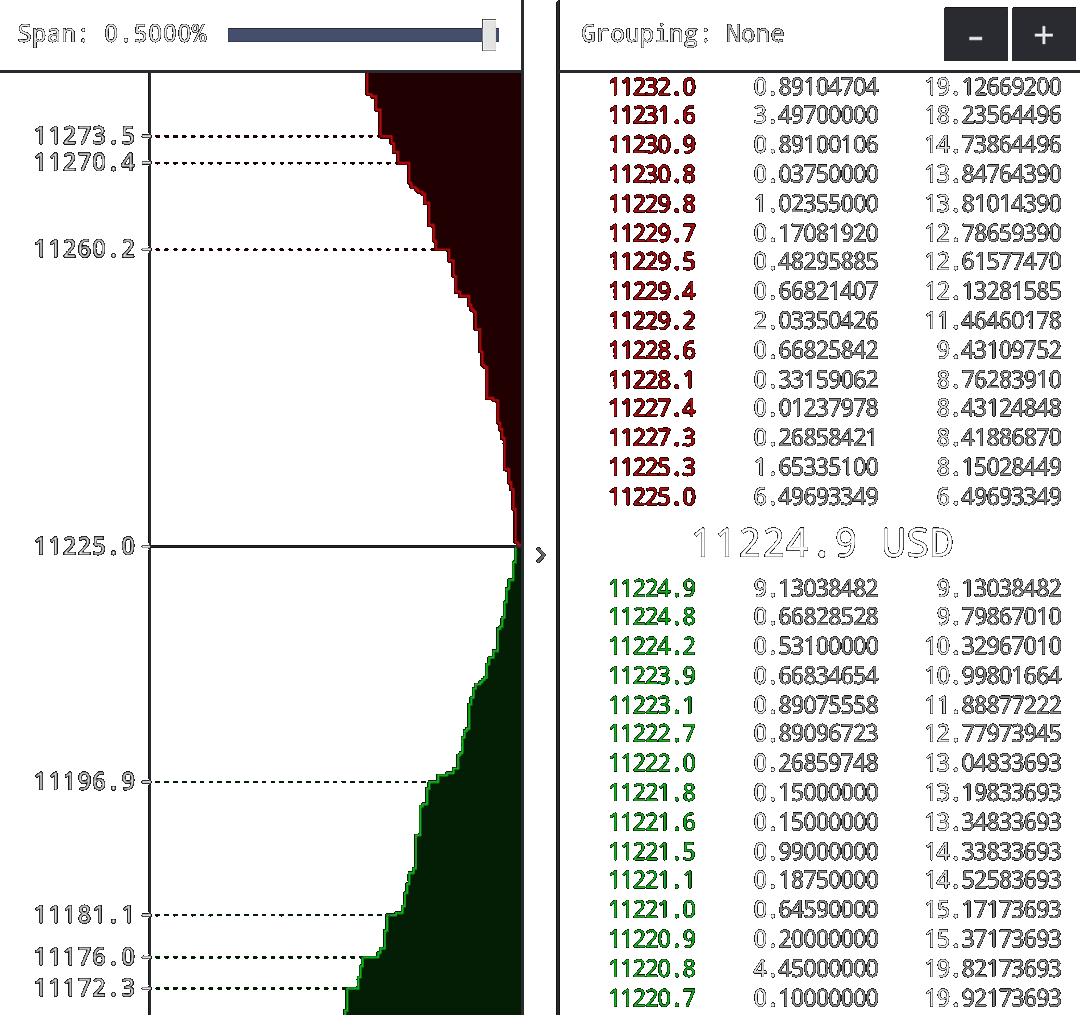 Span: 0.5000%
11273.5
11270.4
11260.2
11225.0
11196.9
11181.1
11176.0
11172.3
›
Grouping: None - +
11232.0 0.89104704 19.12669200
11231.6 3.49700000 18.23564496
11230.9 0.89100106 14.73864496
11230.8 0.03750000 13.84764390
11229.8 1.02355000 13.81014390
11229.7 0.17081920 12.78659390
11229.5 0.48295885 12.61577470
11229.4 0.66821407 12.13281585
11229.2 2.03350426 11.46460178
11228.6 0.66825842 9.43109752
11228.1 0.33159062 8.76283910
11227.4 0.01237978 8.43124848
11227.3 0.26858421 8.41886870
11225.3 1.65335100 8.15028449
11225.0 6.49693349 6.49693349
11224.9 USD
11224.9 9.13038482 9.13038482
11224.8 0.66828528 9.79867010
11224.2 0.53100000 10.32967010
11223.9 0.66834654 10.99801664
11223.1 0.89075558 11.88877222
11222.7 0.89096723 12.77973945
11222.0 0.26859748 13.04833693
11221.8 0.15000000 13.19833693
11221.6 0.15000000 13.34833693
11221.5 0.99000000 14.33833693
11221.1 0.18750000 14.52583693
11221.0 0.64590000 15.17173693
11220.9 0.20000000 15.37173693
11220.8 4.45000000 19.82173693
11220.7 0.10000000 19.92173693